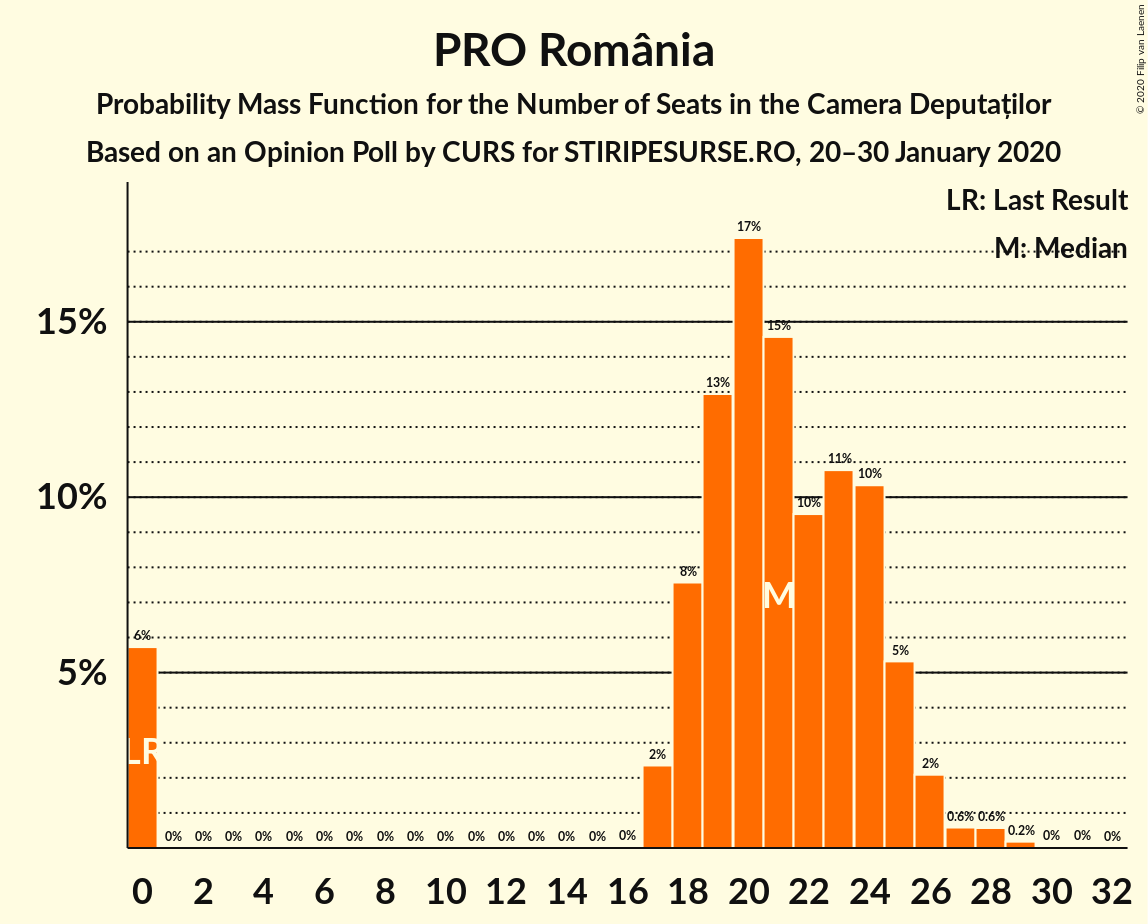 © 2020 Filip van Laenen
PRO România
Probability Mass Function for the Number of Seats in the Camera Deputaților
Based on an Opinion Poll by CURS for STIRIPESURSE.RO, 20–30 January 2020
LR: Last Result
M: Median
15%
10%
5%
6% 0% 0% 0% 0% 0% 0% 0% 0% 0% 0% 0% 0% 0% 0% 0% 0% 2% 8% 13% 17% 15% 10% 11% 10% 5% 2% 0.6% 0.6% 0.2% 0% 0% 0%
LR M
0 2 4 6 8 10 12 14 16 18 20 22 24 26 28 30 32